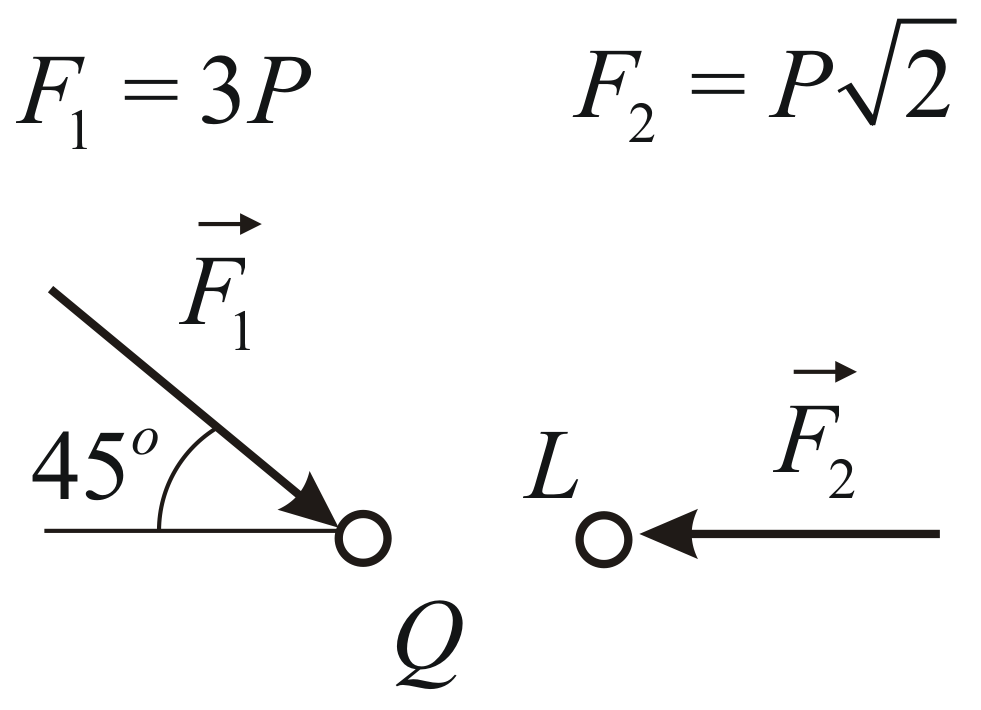 F₁ = 3P
F₂ = P√2
F₁
45°
L
F₂
Q